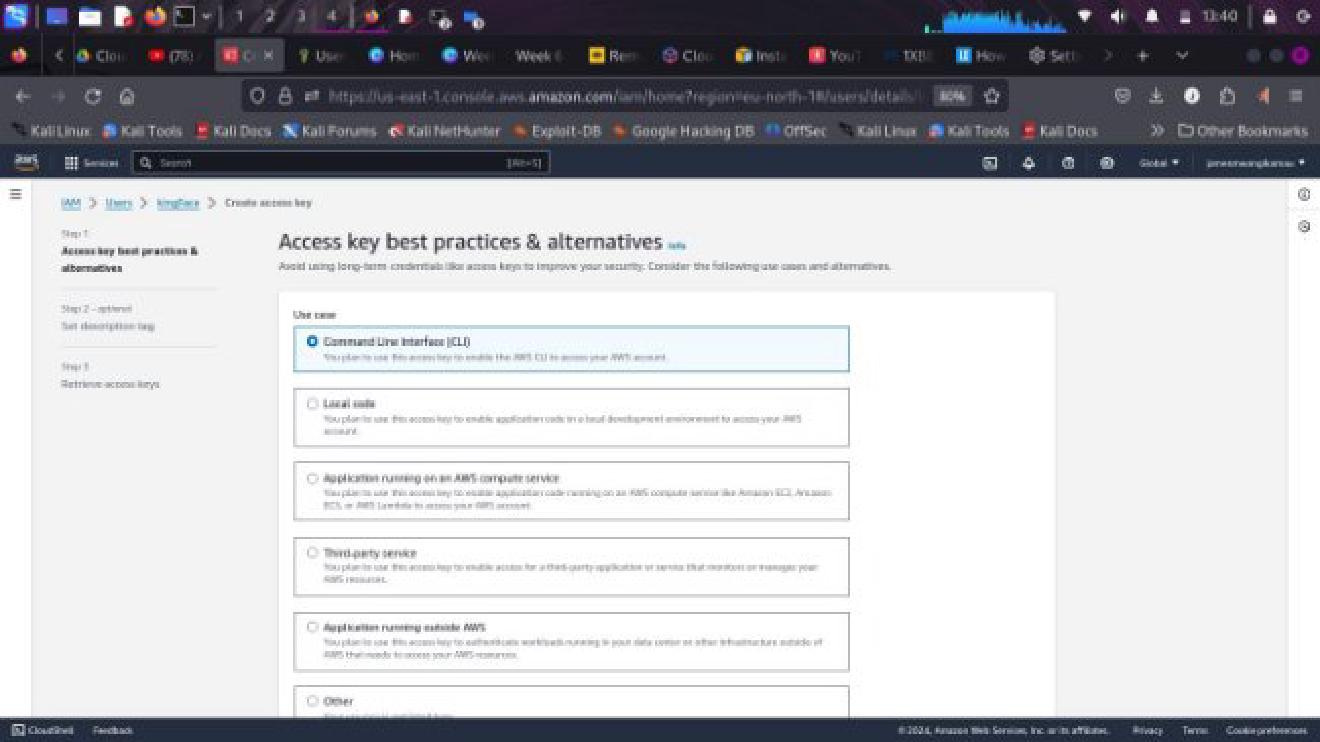 1 2 3 4 13:40
Clou (78) Use Hom Wee Week 6 Rem Clou Inst YouT 1XB How Sett
https://us-east-1.console.aws.amazon.com/iam/home?region=eu-north-1#/users/details/ 80%
Kali Linux Kali Tools Kali Docs Kali Forums Kali NetHunter Exploit-DB Google Hacking DB OffSec Kali Linux Kali Tools Kali Docs Other Bookmarks
aws Services Search [Alt+S] Global
IAM > Users > kingface > Create access key
Step 1
Access key best practices &
alternatives
Step 2 - optional
Set description tag
Step 3
Retrieve access keys
Access key best practices & alternatives Info
Avoid using long-term credentials like access keys to improve your security. Consider the following use cases and alternatives.
Use case
Command Line Interface (CLI)
You plan to use this access key to enable the AWS CLI to access your AWS account.
Local code
You plan to use this access key to enable application code in a local development environment to access your AWS
account.
Application running on an AWS compute service
You plan to use this access key to enable application code running on an AWS compute service like Amazon EC2, Amazon
ECS, or AWS Lambda to access your AWS account.
Third-party service
You plan to use this access key to enable access for a third-party application or service that monitors or manages your
AWS resources.
Application running outside AWS
You plan to use this access key to authenticate workloads running in your data center or other infrastructure outside of
AWS that needs to access your AWS resources.
Other
CloudShell Feedback © 2024, Amazon Web Services, Inc. or its affiliates. Privacy Terms Cookie preferences